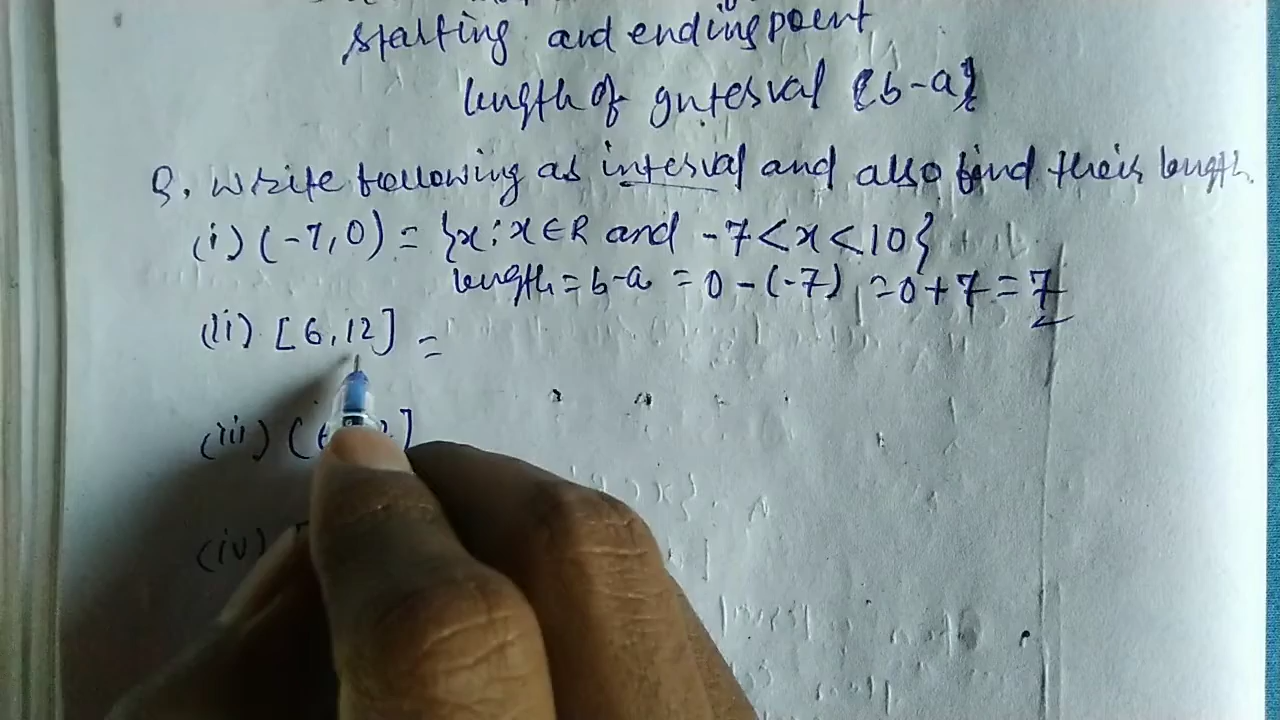 starting and ending point
length of interval {b-a}
Q. Write following as interval and also find their length.
(i) (-7,0) = {x : x ∈ R and -7 < x < 10}
length = b-a = 0-(-7) = 0+7 = 7
(ii) [6,12] =
(iii) (
(iv)